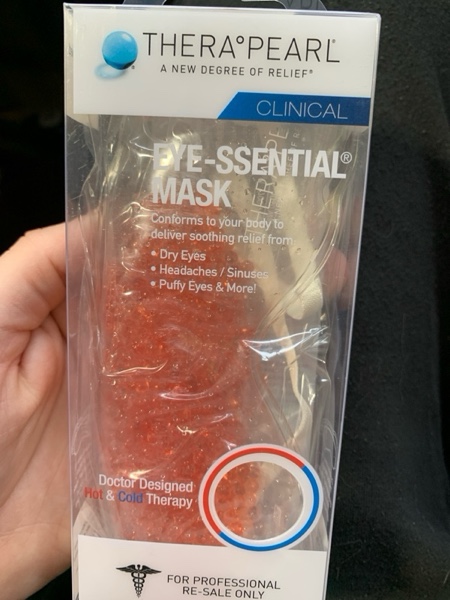 THERA°PEARL®
A NEW DEGREE OF RELIEF®
CLINICAL
EYE-SSENTIAL®
MASK
Conforms to your body to
deliver soothing relief from
• Dry Eyes
• Headaches / Sinuses
• Puffy Eyes & More!
Doctor Designed
Hot & Cold Therapy
FOR PROFESSIONAL
RE-SALE ONLY